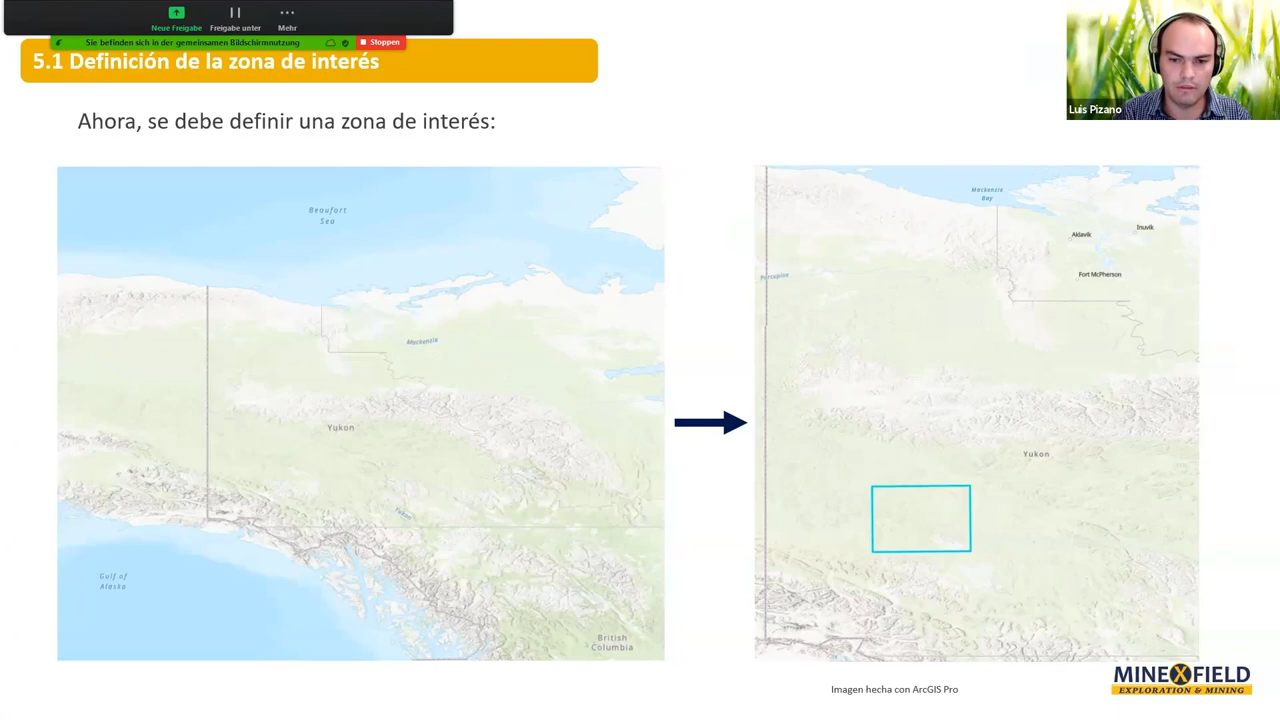 Neue Freigabe
Freigabe unter
Mehr
Sie befinden sich in der gemeinsamen Bildschirmnutzung
Stoppen
5.1 Definición de la zona de interés
Luis Pizano
Ahora, se debe definir una zona de interés:
Beaufort
Sea
Mackenzie
Yukon
Yukon
Gulf of
Alaska
British
Columbia
Mackenzie
Bay
Aklavik
Inuvik
Fort McPherson
Porcupine
Yukon
Imagen hecha con ArcGIS Pro
MINEXFIELD
EXPLORATION & MINING